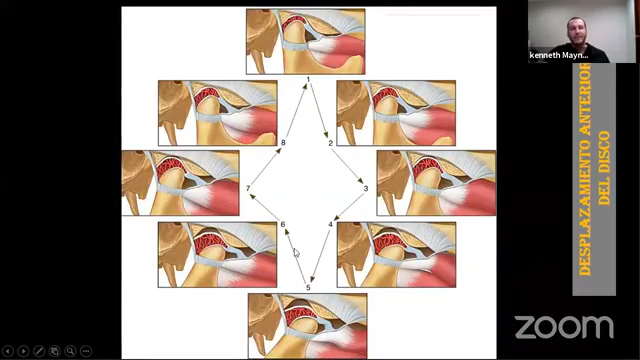 kenneth Mayn...
1
8
2
7
3
6
4
5
DESPLAZAMIENTO ANTERIOR
DEL DISCO
zoom